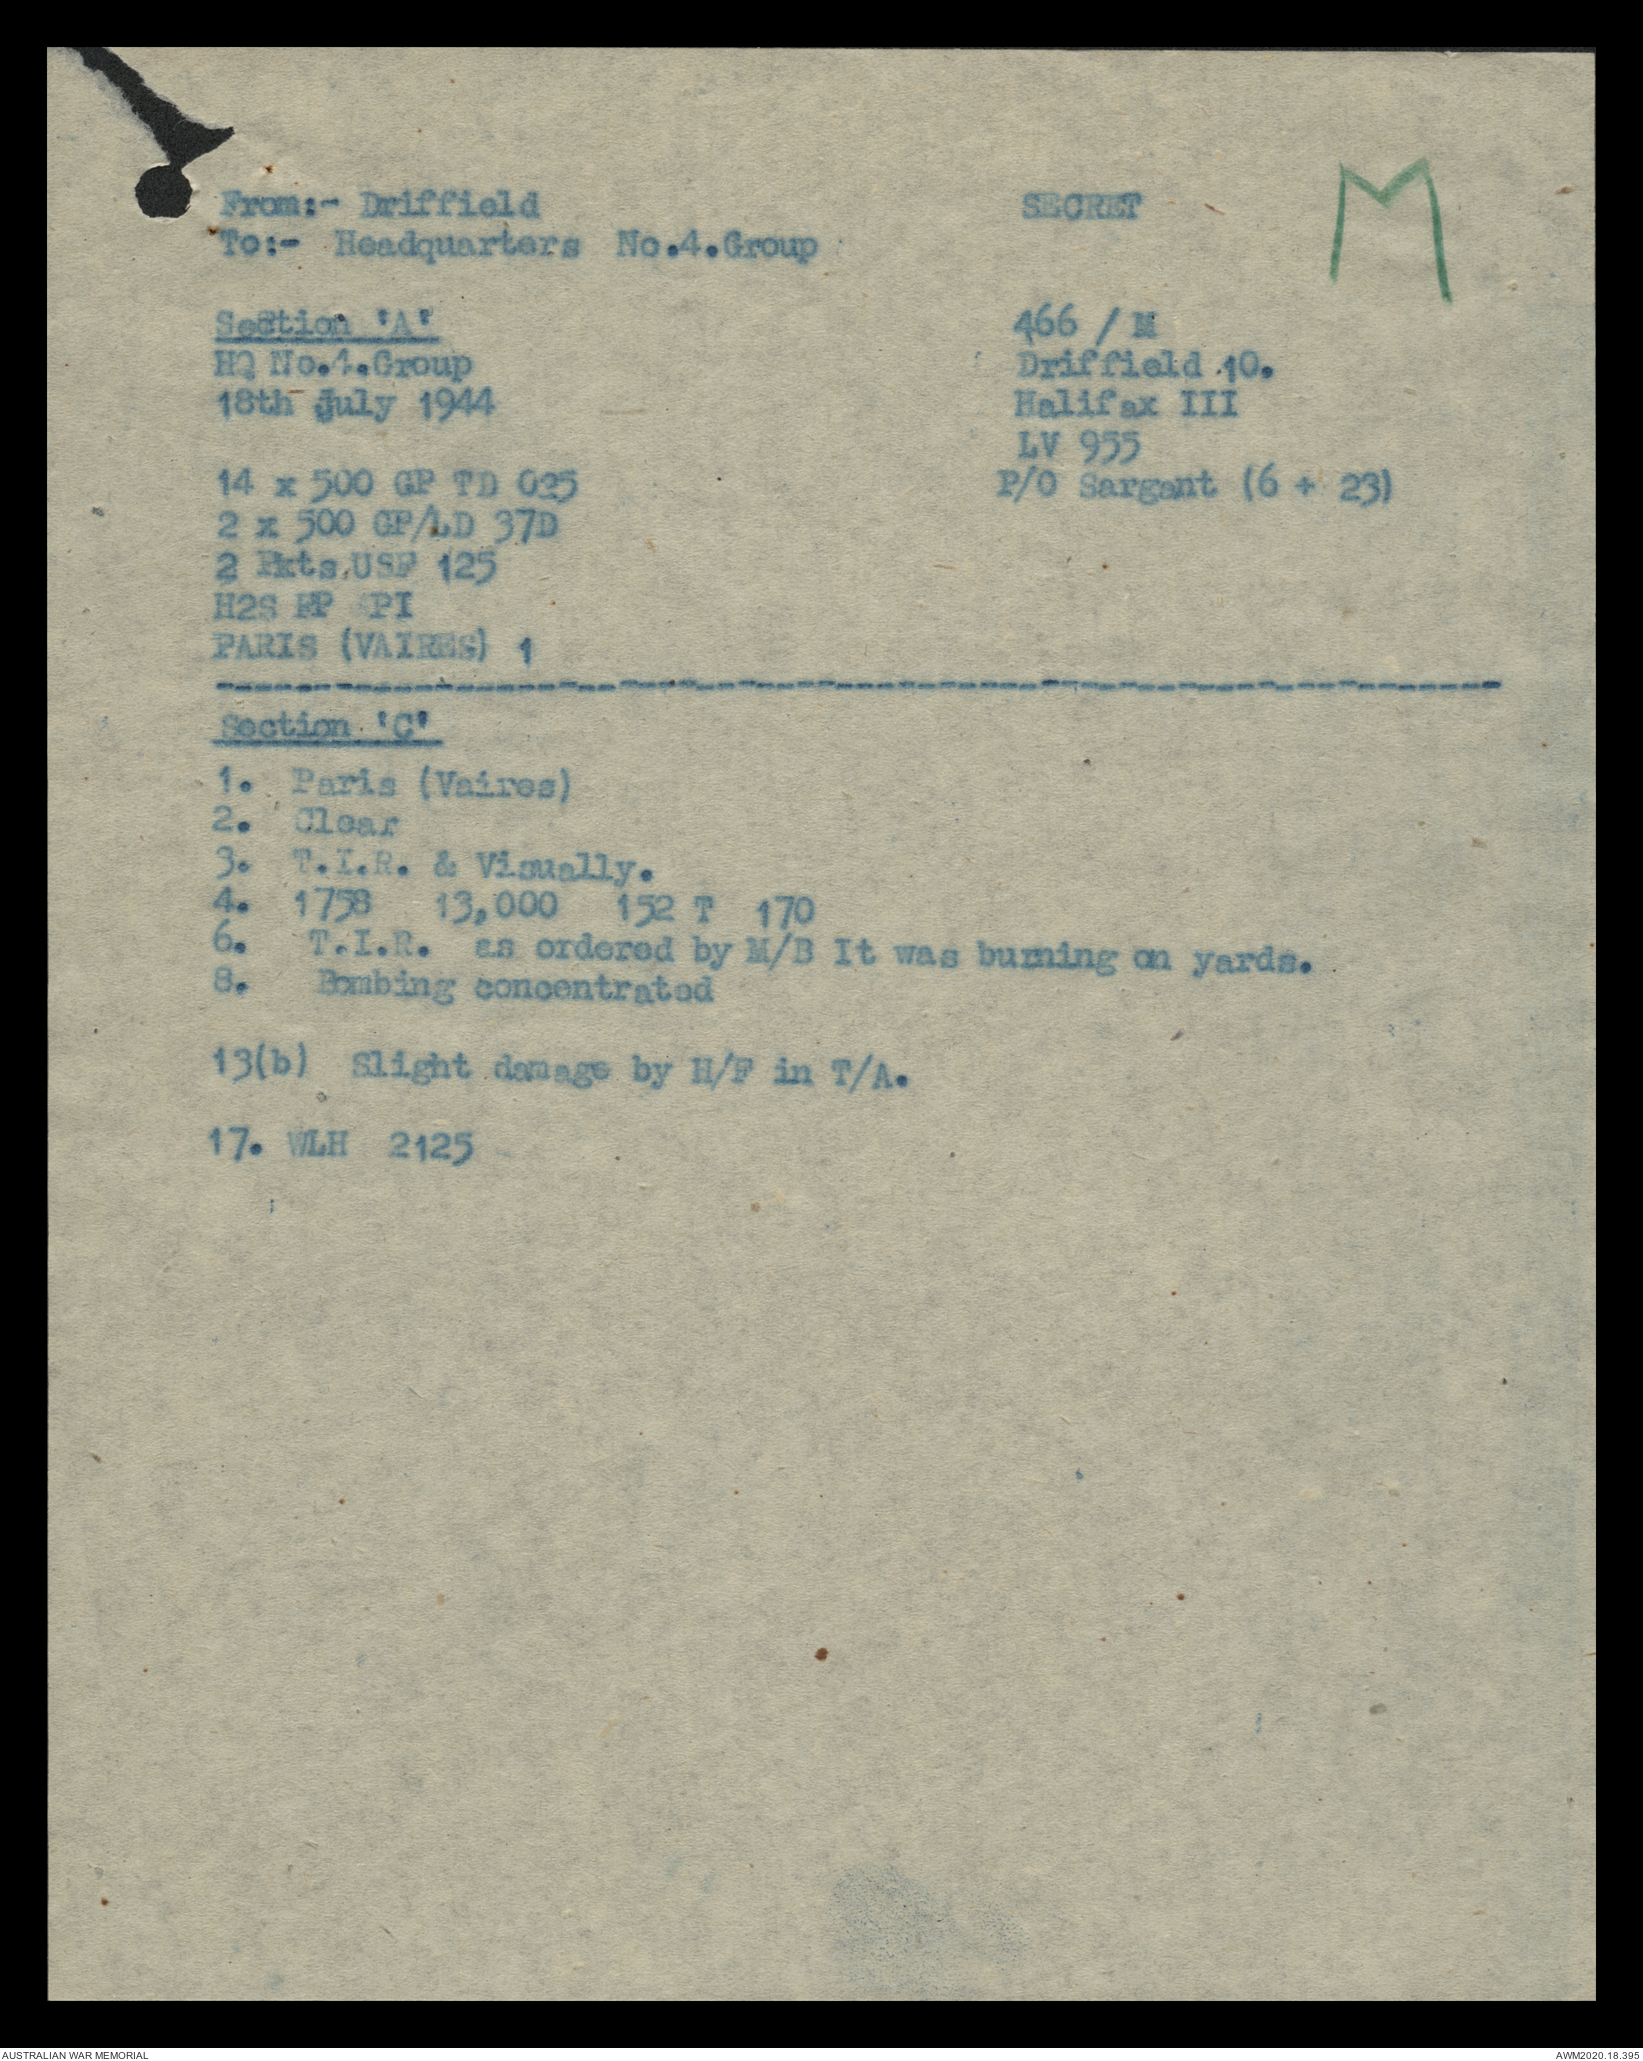 M
From:- Driffield SECRET
To:- Headquarters No.4.Group
Section 'A' 466 / M
HQ No.4.Group Driffield 10.
18th July 1944 Halifax III
LV 955
14 x 500 GP TD 025 P/O Sargent (6 + 23)
2 x 500 GP/LD 37D
2 Pkts USF 125
H2S FP API
PARIS (VAIRES) 1
Section 'C'
1. Paris (Vaires)
2. Clear
3. T.I.R. & Visually.
4. 1758 13,000 152 T 170
6. T.I.R. as ordered by M/B It was burning on yards.
8. Bombing concentrated
13(b) Slight damage by H/F in T/A.
17. WLH 2125
AUSTRALIAN WAR MEMORIAL AWM2020.18.395